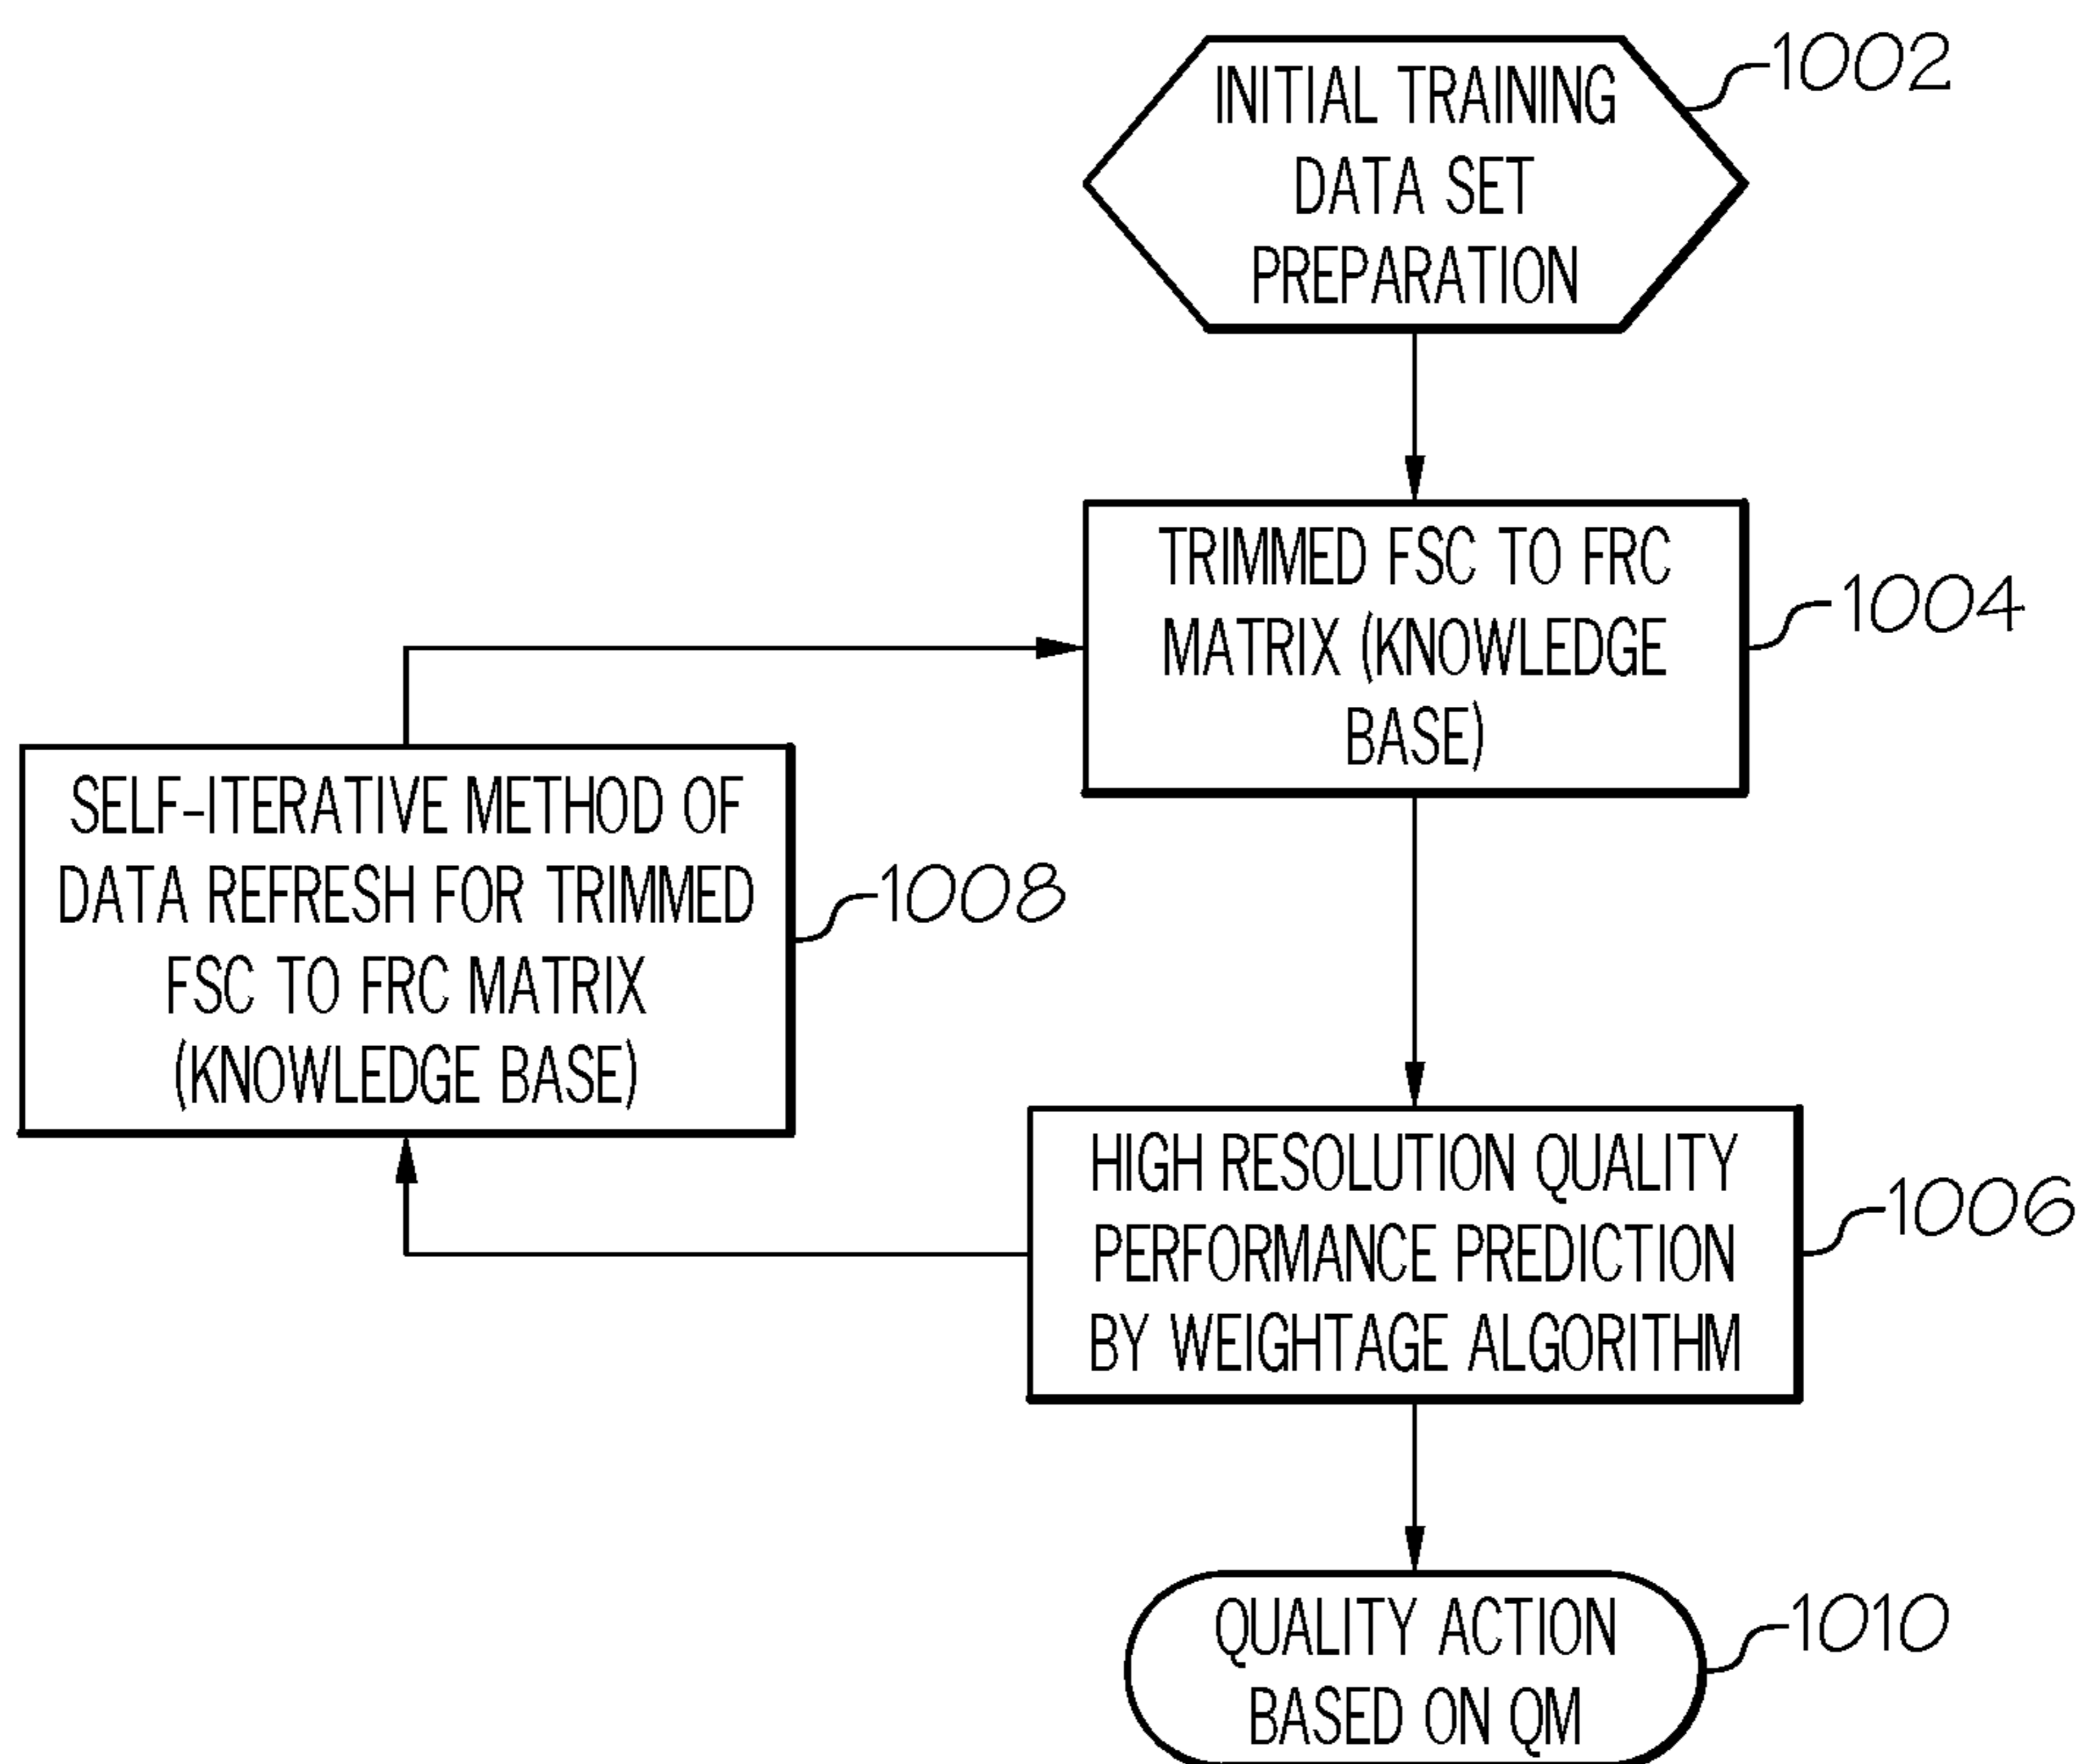 INITIAL TRAINING
DATA SET
PREPARATION
1002
TRIMMED FSC TO FRC
MATRIX (KNOWLEDGE
BASE)
1004
SELF-ITERATIVE METHOD OF
DATA REFRESH FOR TRIMMED
FSC TO FRC MATRIX
(KNOWLEDGE BASE)
1008
HIGH RESOLUTION QUALITY
PERFORMANCE PREDICTION
BY WEIGHTAGE ALGORITHM
1006
QUALITY ACTION
BASED ON QM
1010